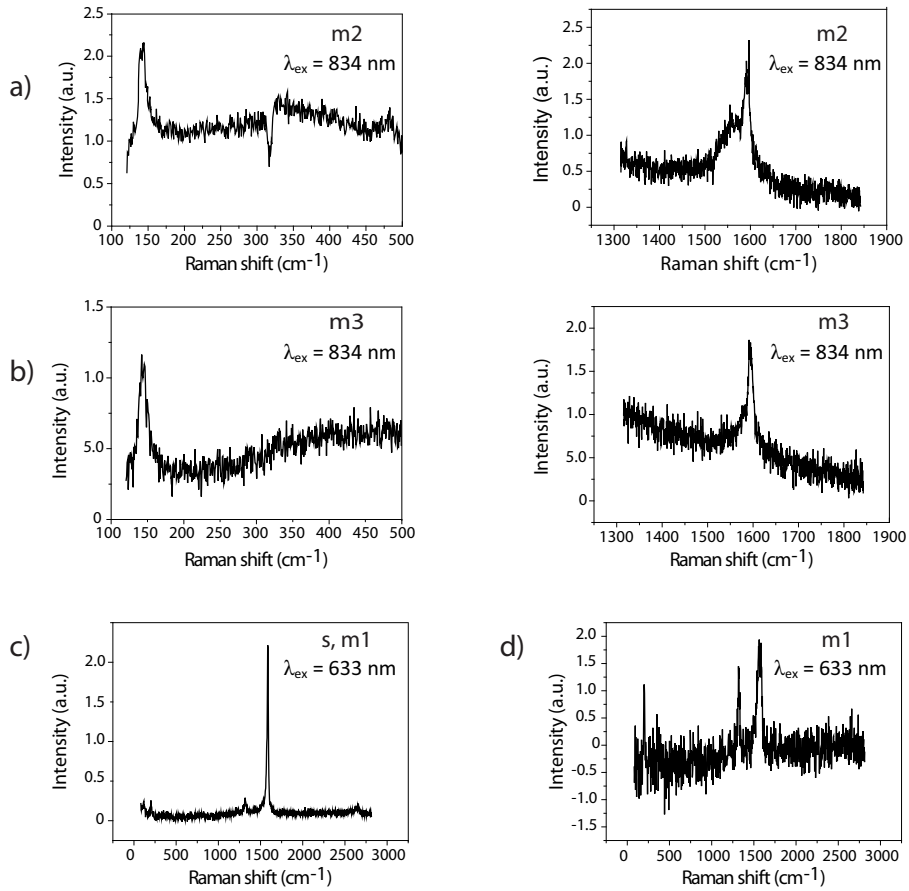 a)
m2
λex = 834 nm
Intensity (a.u.)
2.5
2.0
1.5
1.0
0.5
0
100 150 200 250 300 350 400 450 500
Raman shift (cm-1)
m2
λex = 834 nm
Intensity (a.u.)
2.5
2.0
1.5
1.0
0.5
0
1300 1400 1500 1600 1700 1800 1900
Raman shift (cm-1)
b)
m3
λex = 834 nm
Intensity (a.u.)
1.5
1.0
5.0
0
100 150 200 250 300 350 400 450 500
Raman shift (cm-1)
m3
λex = 834 nm
Intensity (a.u.)
2.0
1.5
1.0
5.0
0
1300 1400 1500 1600 1700 1800 1900
Raman shift (cm-1)
c)
s, m1
λex = 633 nm
Intensity (a.u.)
2.0
1.5
1.0
0.5
0
0 500 1000 1500 2000 2500 3000
Raman shift (cm-1)
d)
m1
λex = 633 nm
Intensity (a.u.)
2.0
1.5
1.0
0.5
0
-0.5
-1.0
-1.5
0 500 1000 1500 2000 2500 3000
Raman shift (cm-1)